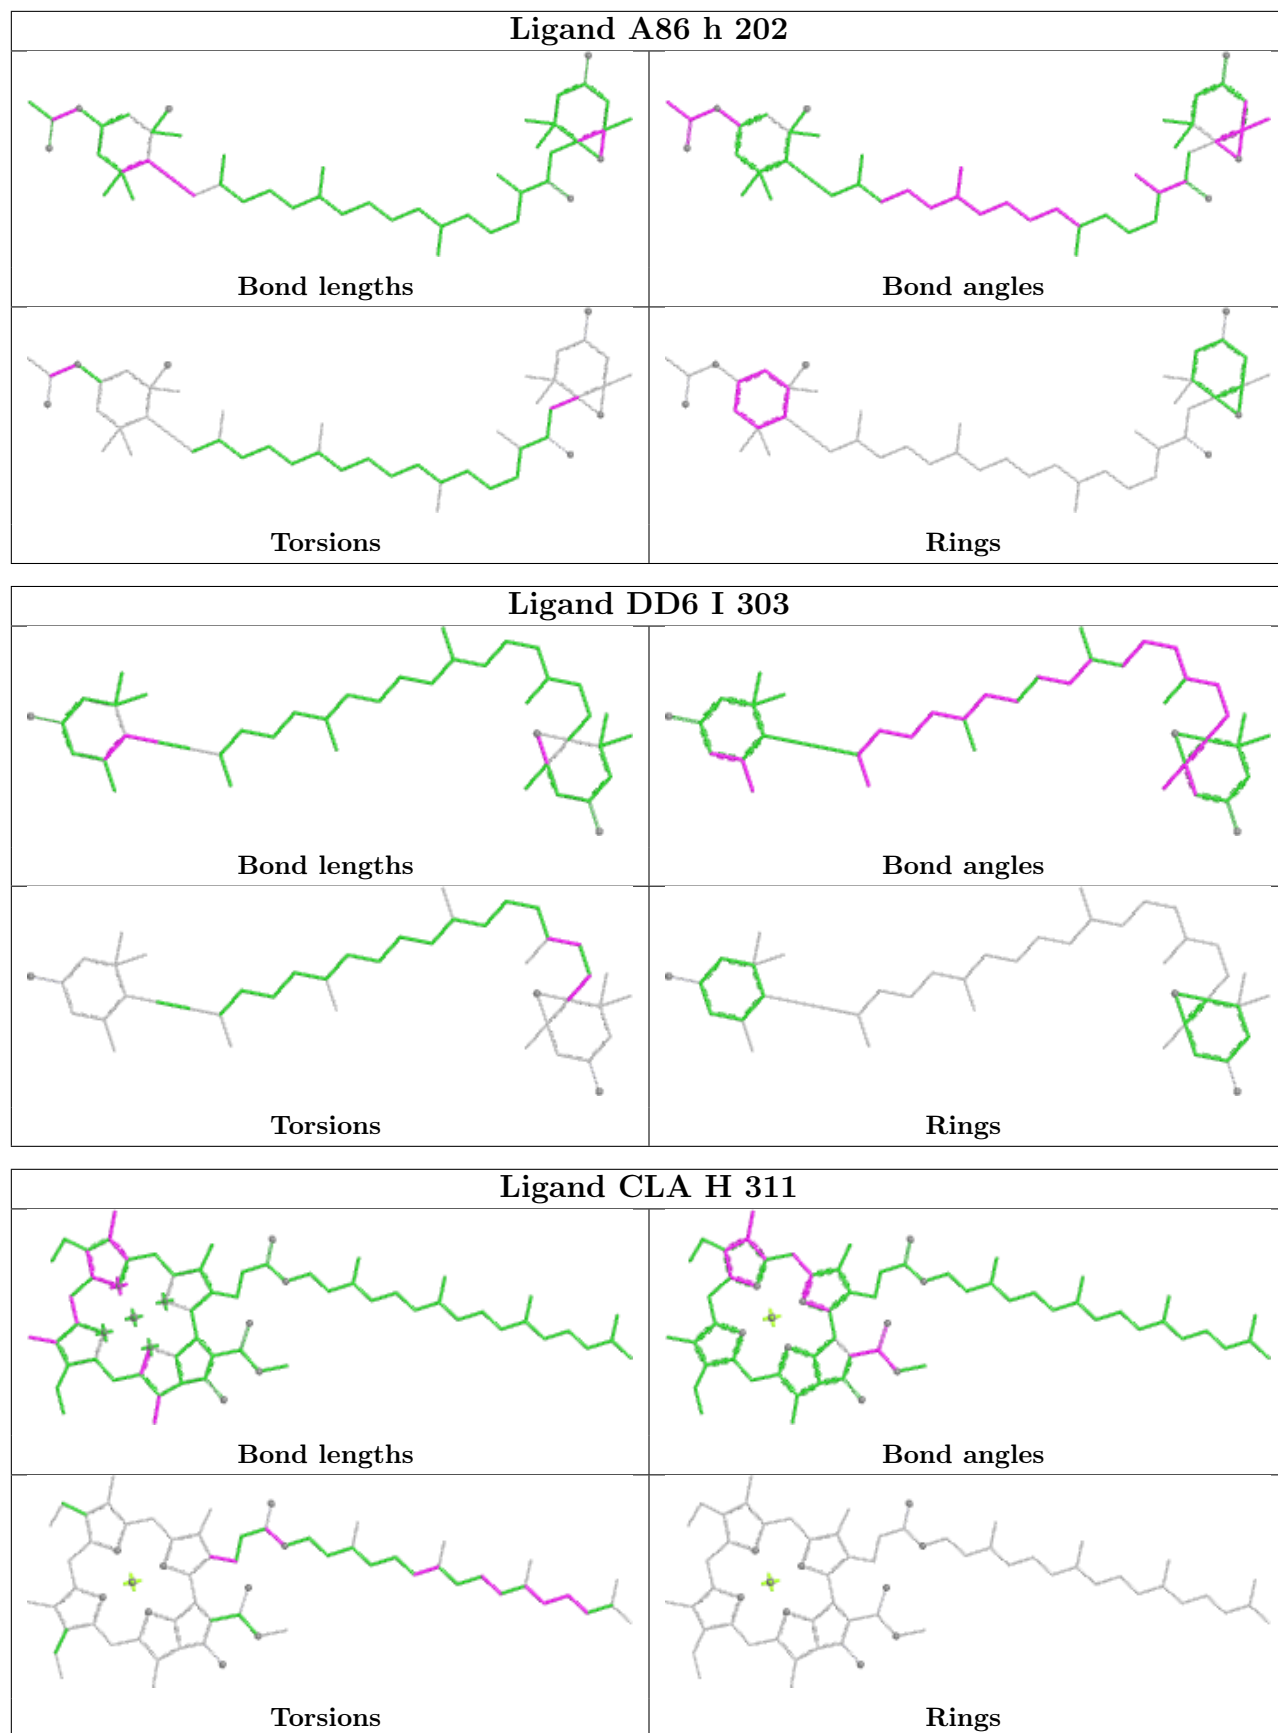 Ligand A86 h 202
Bond lengths
Bond angles
Torsions
Rings
Ligand DD6 I 303
Bond lengths
Bond angles
Torsions
Rings
Ligand CLA H 311
Bond lengths
Bond angles
Torsions
Rings